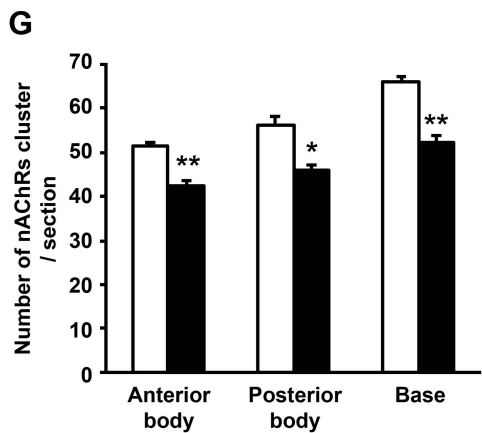 G
Number of nAChRs cluster
/ section
70
60
50
40
30
20
10
0
**
*
**
Anterior
body
Posterior
body
Base